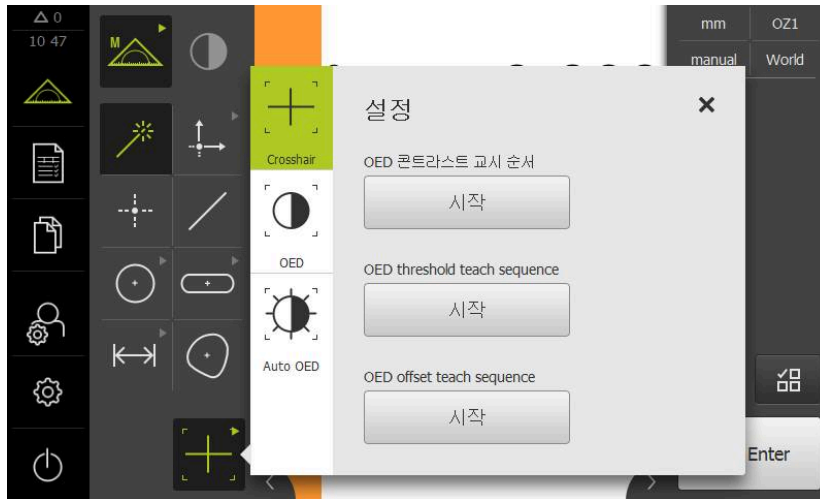 △ 0
10 47
M
mm
OZ1
manual
World
설정
Crosshair
OED 콘트라스트 교시 순서
시작
OED
OED threshold teach sequence
시작
Auto OED
OED offset teach sequence
시작
Enter